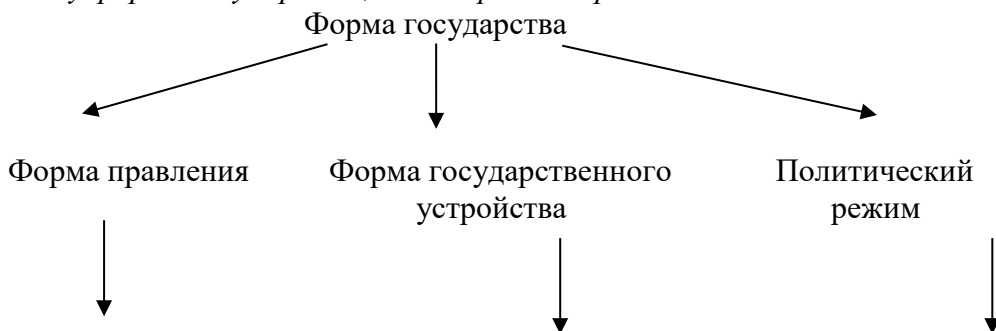 Форма государства
Форма правления
Форма государственного
устройства
Политический
режим